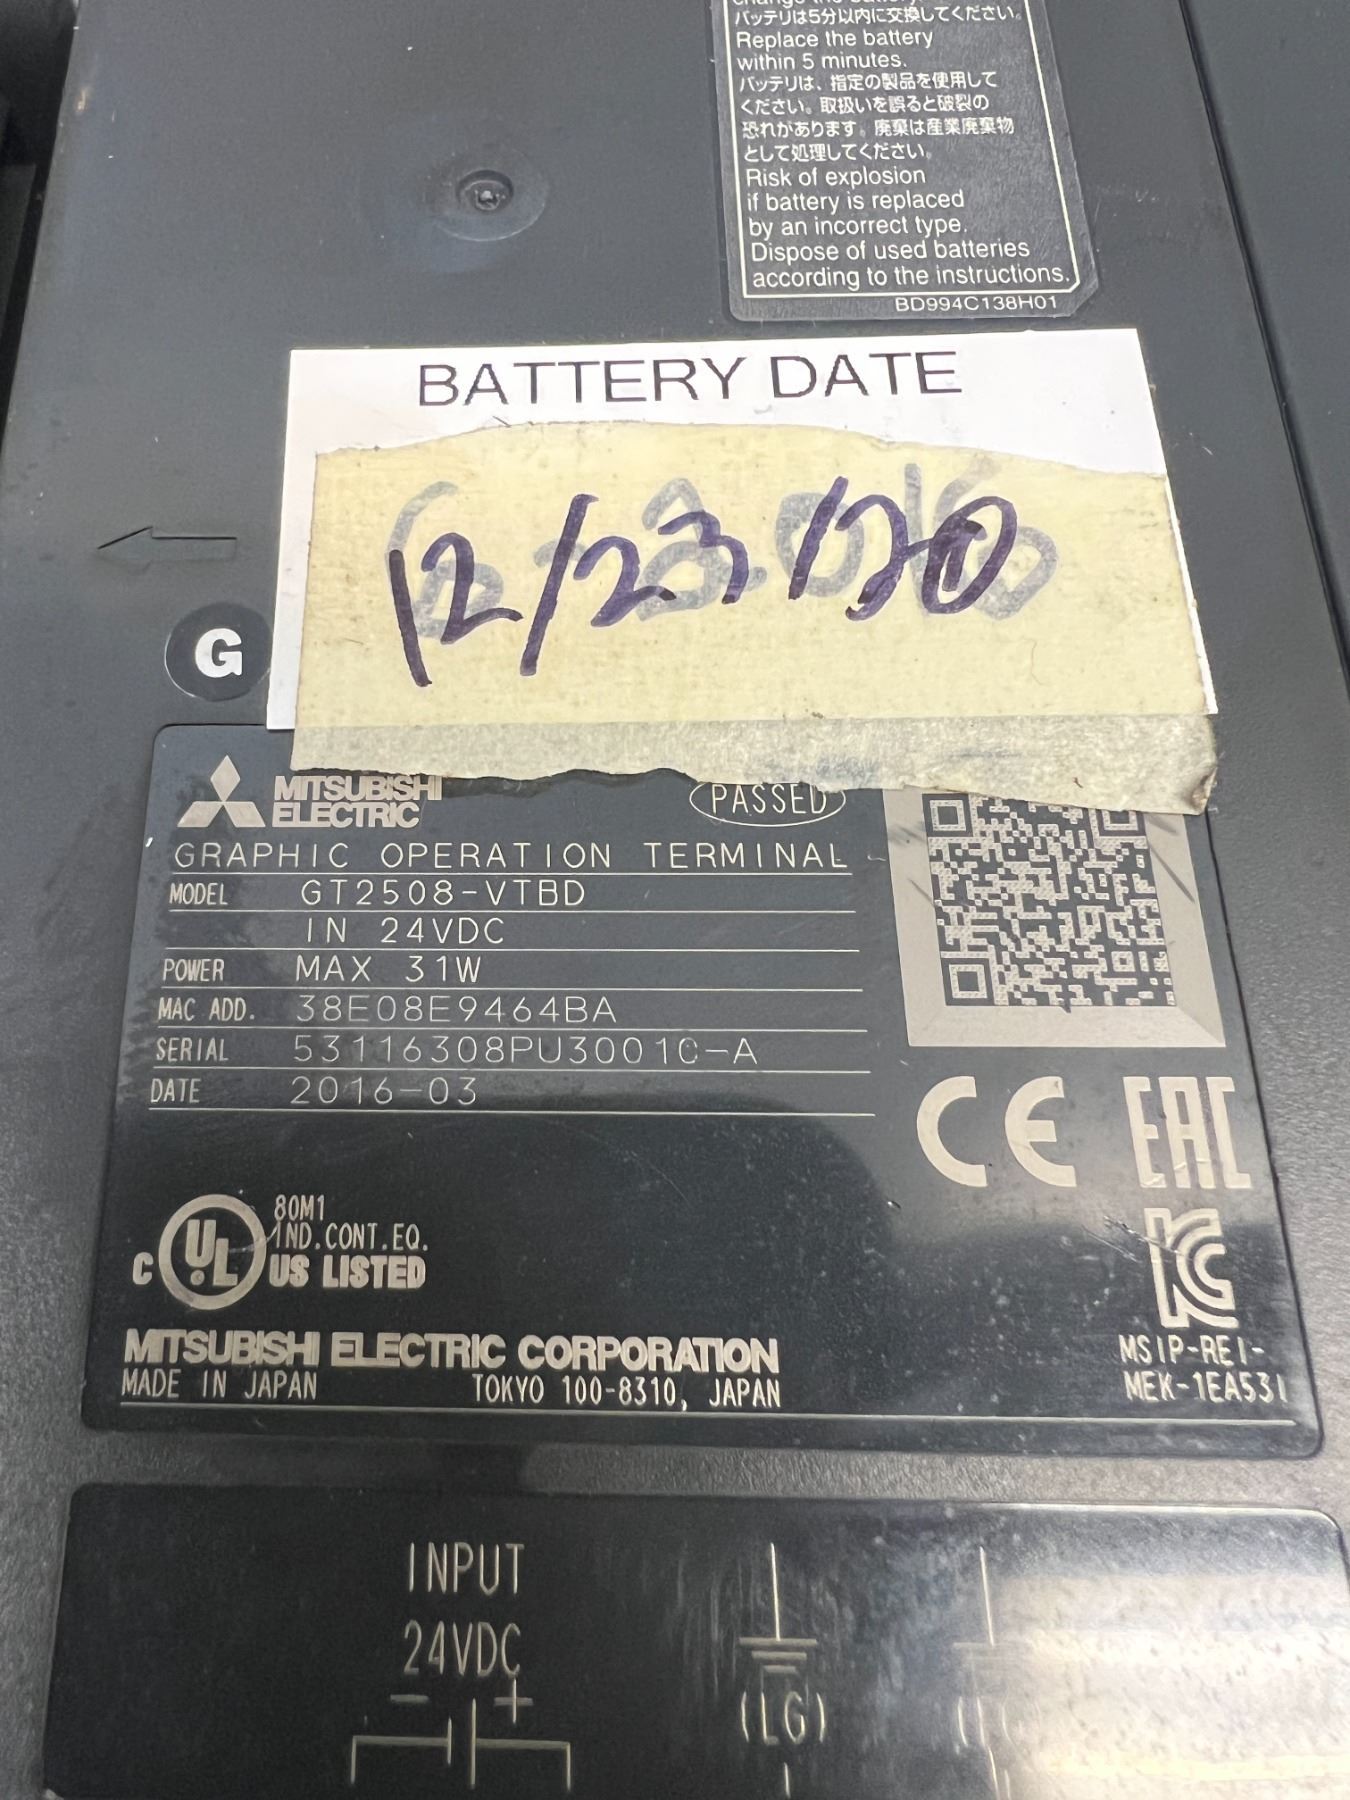 バッテリは5分以内に交換してください。
Replace the battery
within 5 minutes.
バッテリは、指定の製品を使用して
ください。取扱いを誤ると破裂の
恐れがあります。廃棄は産業廃棄物
として処理してください。
Risk of explosion
if battery is replaced
by an incorrect type.
Dispose of used batteries
according to the instructions.
BD994C138H01
BATTERY DATE
12/23/20
G
MITSUBISHI
ELECTRIC
PASSED
GRAPHIC OPERATION TERMINAL
MODEL GT2508-VTBD
IN 24VDC
POWER MAX 31W
MAC ADD. 38E08E9464BA
SERIAL 53116308PU30010-A
DATE 2016-03
CE EAC
C UL US LISTED
80M1
IND.CONT.EQ.
KC
MITSUBISHI ELECTRIC CORPORATION
MADE IN JAPAN TOKYO 100-8310, JAPAN
MSIP-REI-
MEK-1EA531
INPUT
24VDC
- +
(LG)